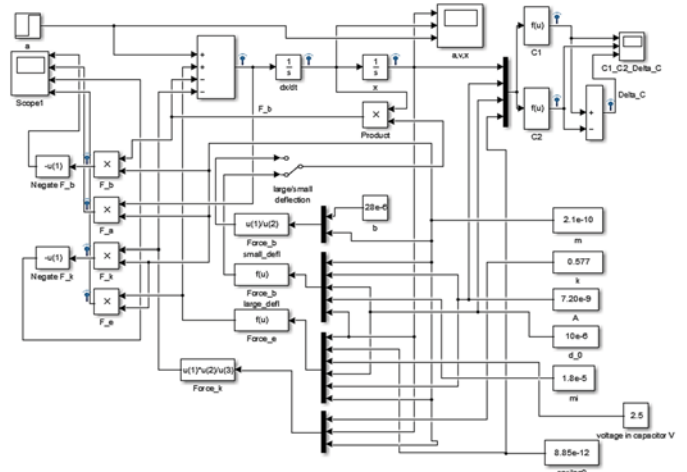 a
Scope1
+
+
−
−
1
s
dx/dt
1
s
x
a,v,x
f(u)
C1
C1_C2_Delta_C
f(u)
C2
+
−
Delta_C
F_b
×
Product
-u(1)
Negate F_b
×
F_b
large/small
deflection
×
F_a
28e-6
b
u(1)/u(2)
Force_b
small_defl
2.1e-10
m
-u(1)
Negate F_k
×
F_k
f(u)
Force_b
large_defl
0.577
k
×
F_e
7.20e-9
A
f(u)
Force_e
10e-6
d_0
u(1)*u(2)/u(3)
Force_k
1.8e-5
mi
2.5
voltage in capacitor V
8.85e-12